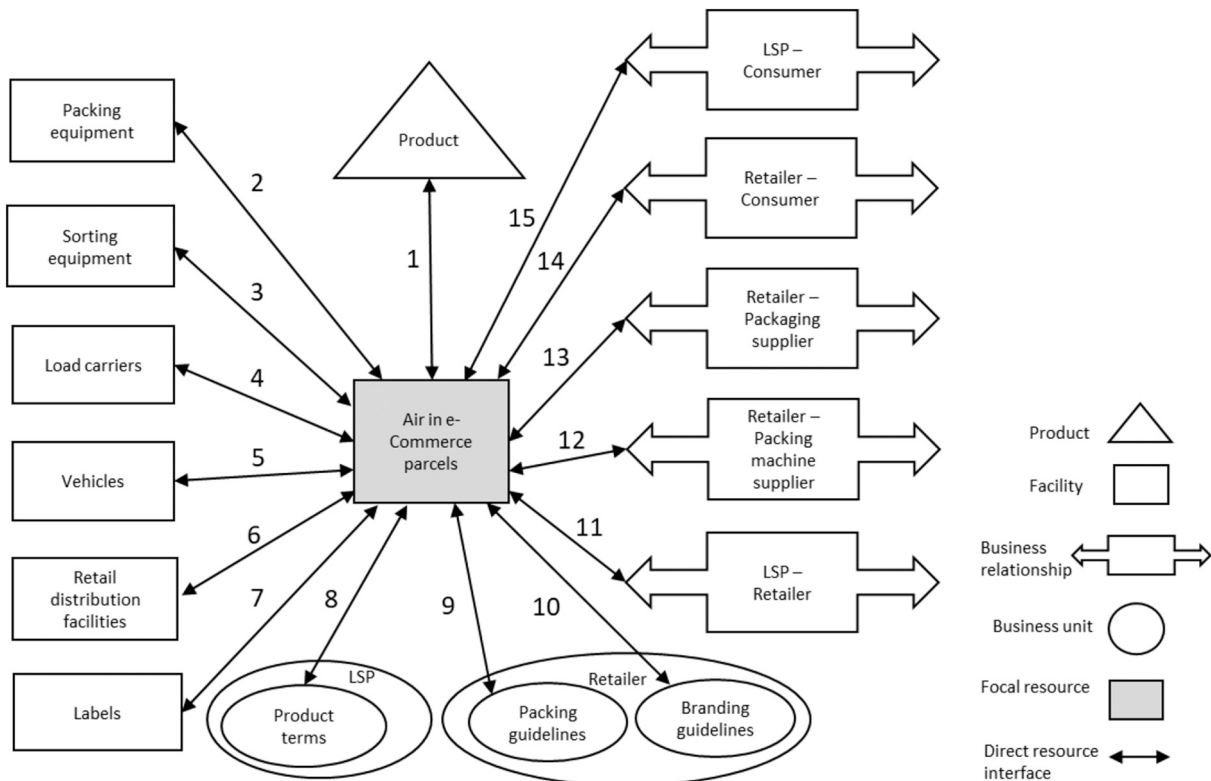 Packing
equipment
Sorting
equipment
Load carriers
Vehicles
Retail
distribution
facilities
Labels
Product
Air in e-
Commerce
parcels
1
2
3
4
5
6
7
8
9
10
11
12
13
14
15
LSP
Product
terms
Retailer
Packing
guidelines
Branding
guidelines
LSP –
Consumer
Retailer –
Consumer
Retailer –
Packaging
supplier
Retailer –
Packing
machine
supplier
LSP –
Retailer
Product
Facility
Business
relationship
Business unit
Focal resource
Direct resource
interface